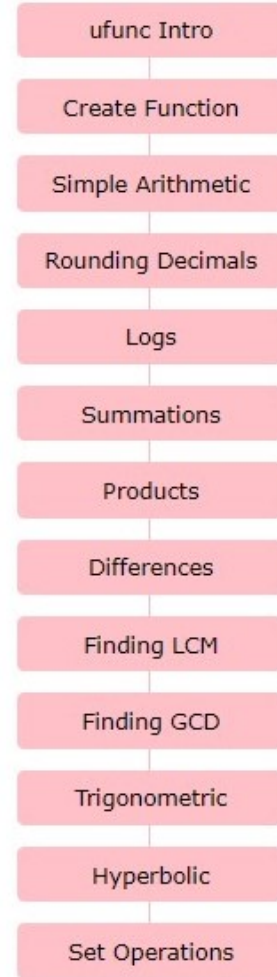 ufunc Intro
Create Function
Simple Arithmetic
Rounding Decimals
Logs
Summations
Products
Differences
Finding LCM
Finding GCD
Trigonometric
Hyperbolic
Set Operations